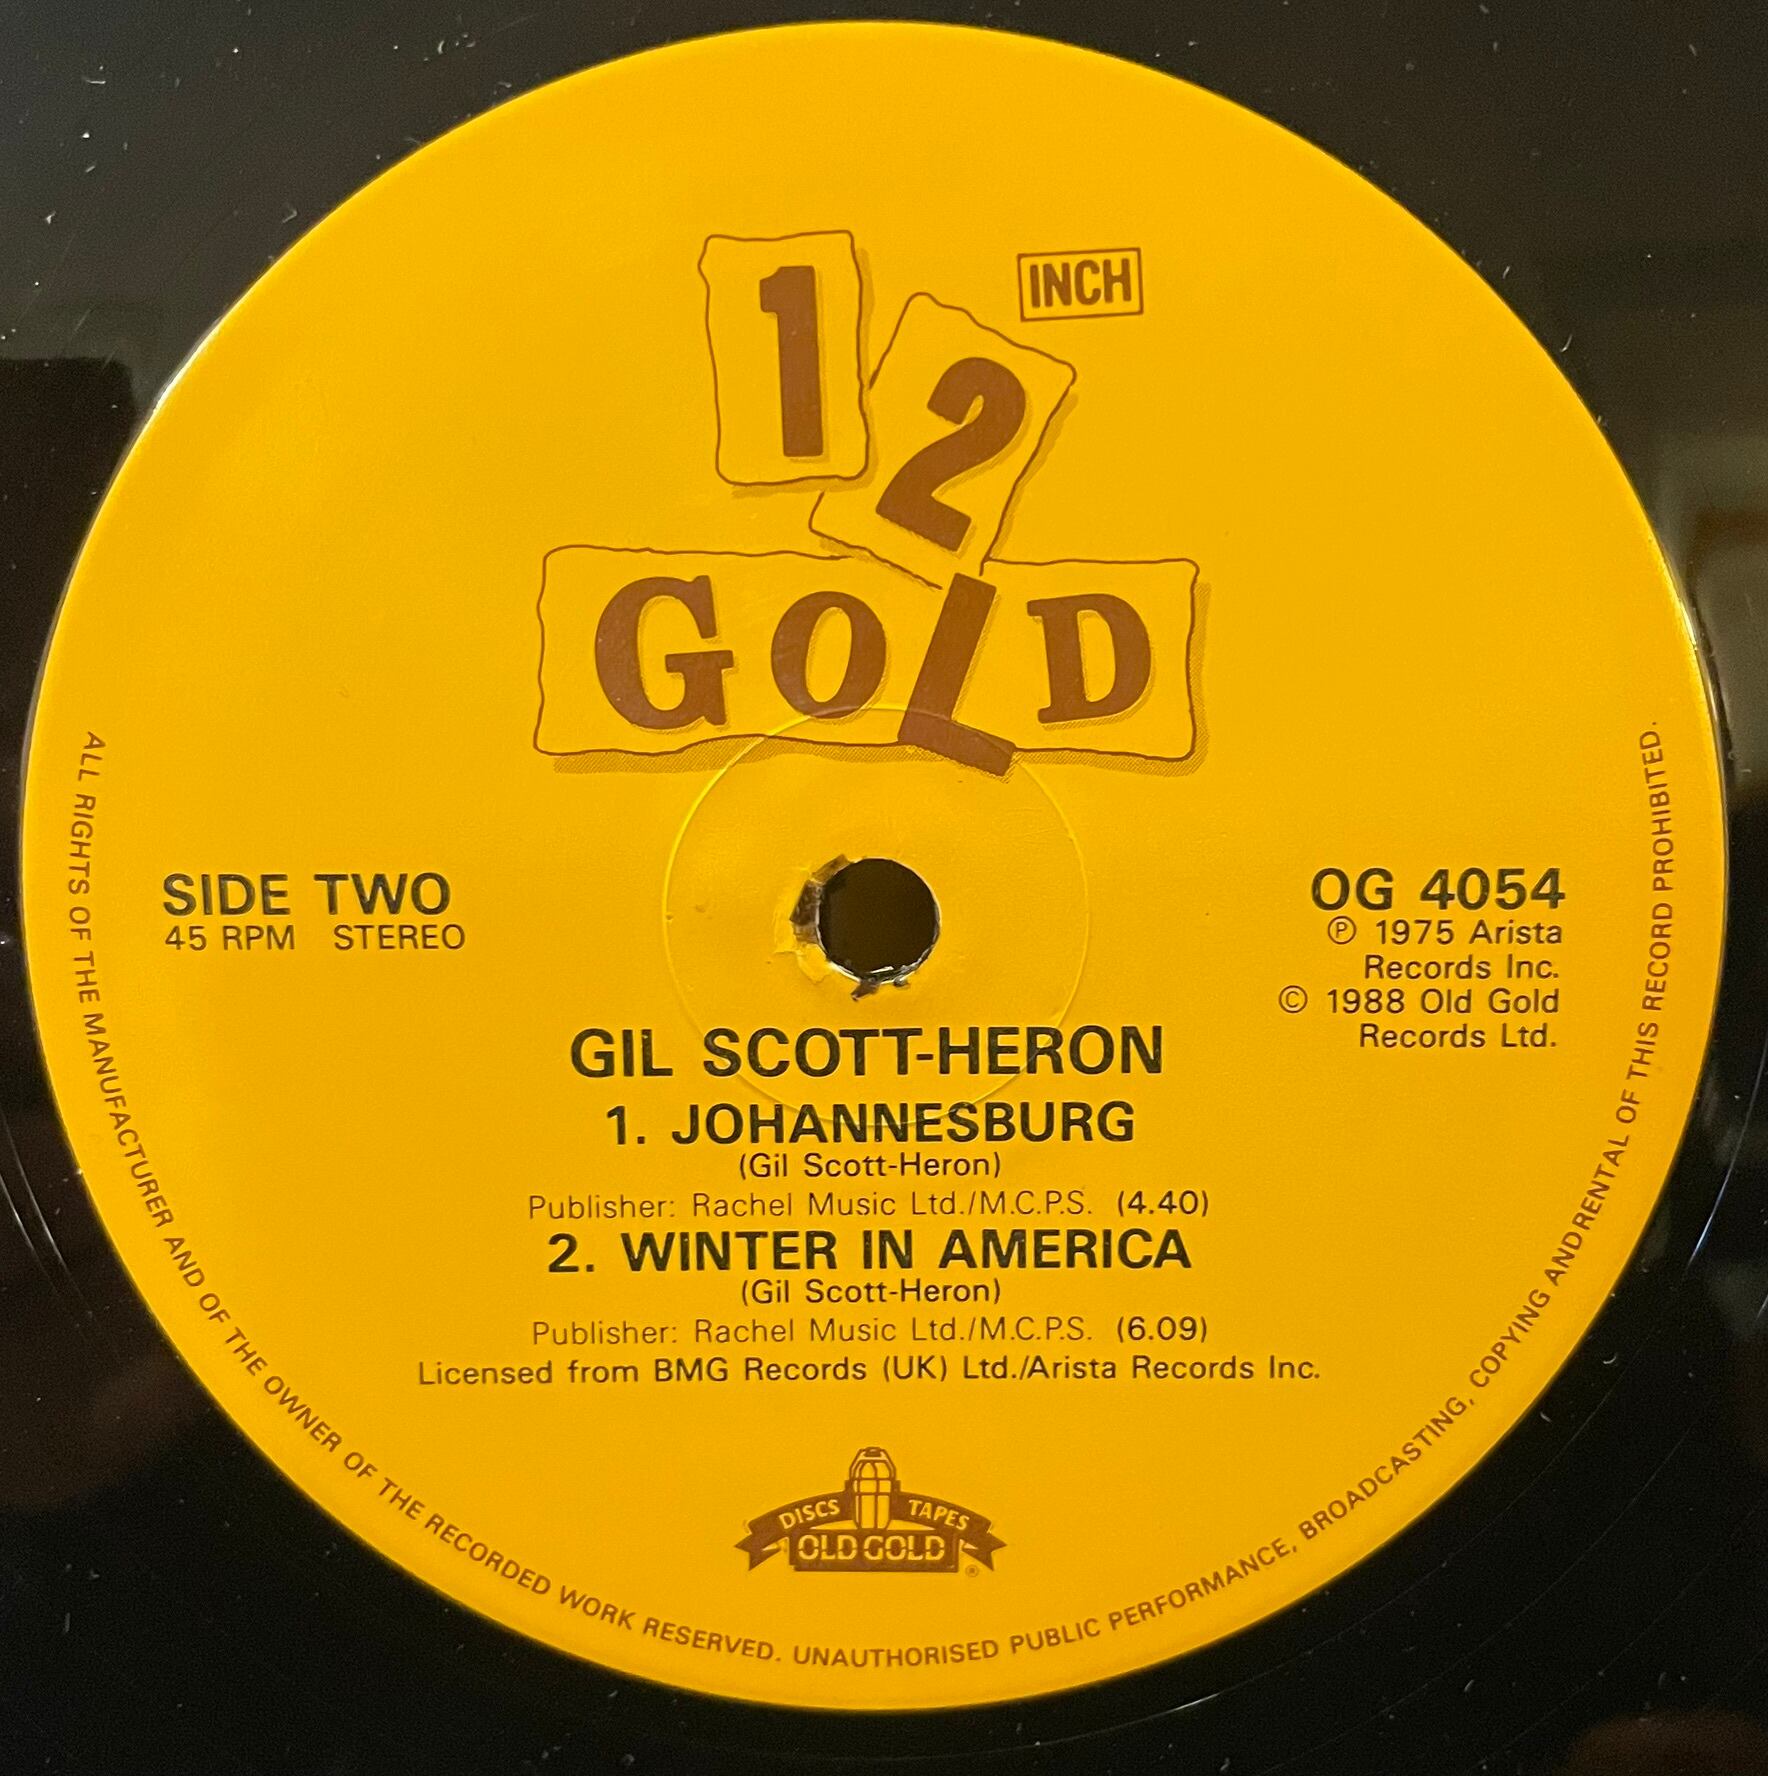 12
INCH
GOLD
SIDE TWO
45 RPM STEREO
OG 4054
℗ 1975 Arista
Records Inc.
© 1988 Old Gold
Records Ltd.
GIL SCOTT-HERON
1. JOHANNESBURG
(Gil Scott-Heron)
Publisher: Rachel Music Ltd./M.C.P.S. (4.40)
2. WINTER IN AMERICA
(Gil Scott-Heron)
Publisher: Rachel Music Ltd./M.C.P.S. (6.09)
Licensed from BMG Records (UK) Ltd./Arista Records Inc.
DISCS TAPES
OLD GOLD ®
ALL RIGHTS OF THE MANUFACTURER AND OF THE OWNER OF THE RECORDED WORK RESERVED. UNAUTHORISED PUBLIC PERFORMANCE, BROADCASTING, COPYING ANDRENTAL OF THIS RECORD PROHIBITED.